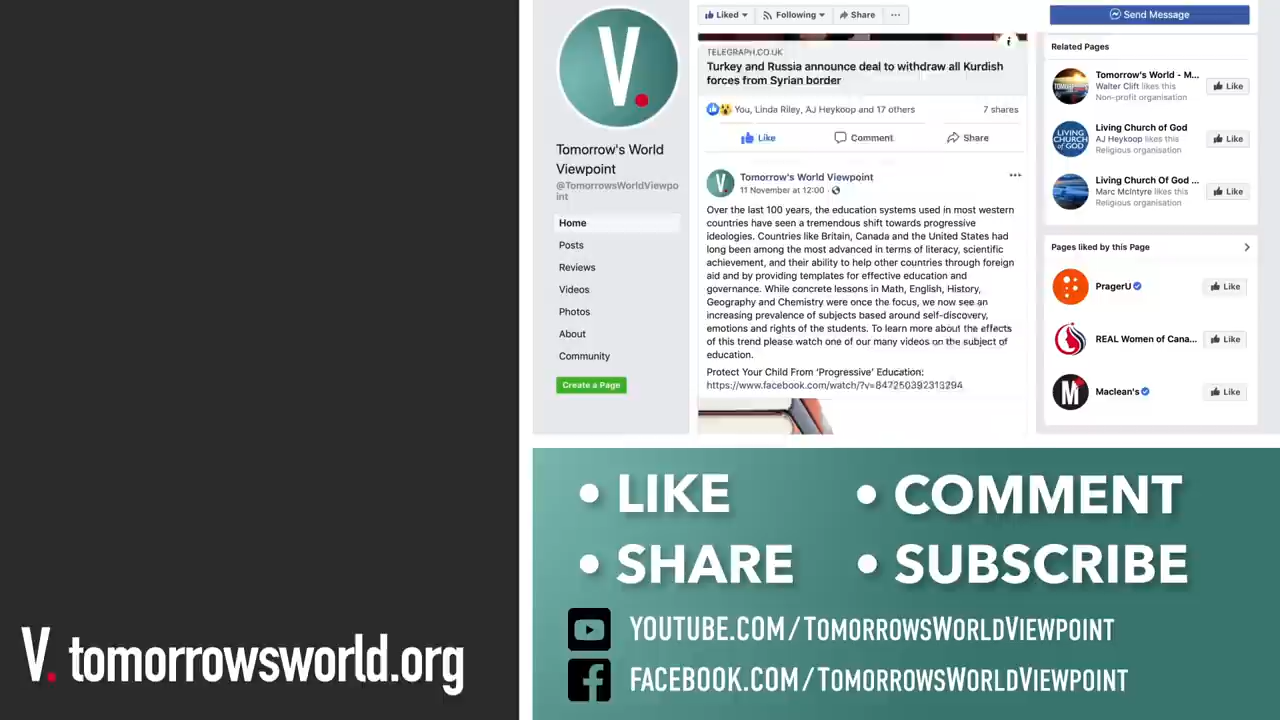 V.
Tomorrow's World
Viewpoint
@TomorrowsWorldViewpo
int
Home
Posts
Reviews
Videos
Photos
About
Community
Create a Page
Liked
Following
Share
...
TELEGRAPH.CO.UK
i
Turkey and Russia announce deal to withdraw all Kurdish
forces from Syrian border
You, Linda Riley, AJ Heykoop and 17 others
7 shares
Like
Comment
Share
V.
Tomorrow's World Viewpoint
...
11 November at 12:00 ·
Over the last 100 years, the education systems used in most western
countries have seen a tremendous shift towards progressive
ideologies. Countries like Britain, Canada and the United States had
long been among the most advanced in terms of literacy, scientific
achievement, and their ability to help other countries through foreign
aid and by providing templates for effective education and
governance. While concrete lessons in Math, English, History,
Geography and Chemistry were once the focus, we now see an
increasing prevalence of subjects based around self-discovery,
emotions and rights of the students. To learn more about the effects
of this trend please watch one of our many videos on the subject of
education.
Protect Your Child From ‘Progressive’ Education:
https://www.facebook.com/watch/?v=847250392313294
Send Message
Related Pages
Tomorrow's World - M...
Walter Clift likes this
Non-profit organisation
Like
LIVING
CHURCH
of GOD
Living Church of God
AJ Heykoop likes this
Religious organisation
Like
Living Church Of God ...
Marc McIntyre likes this
Religious organisation
Like
Pages liked by this Page
PragerU
Like
REAL Women of Cana...
Like
M
Maclean's
Like
• LIKE
• COMMENT
• SHARE
• SUBSCRIBE
YOUTUBE.COM/TOMORROWSWORLDVIEWPOINT
FACEBOOK.COM/TOMORROWSWORLDVIEWPOINT
V. tomorrowsworld.org